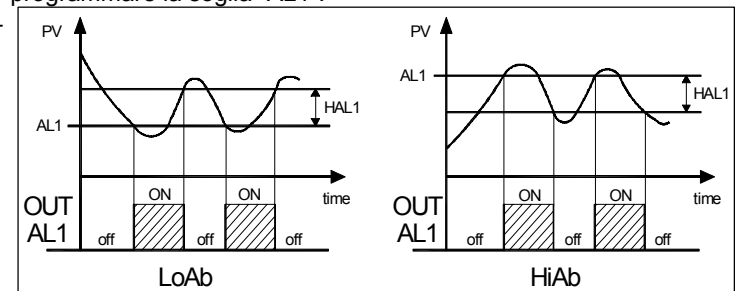 programmare la soglia "AL1".
PV
AL1
HAL1
time
OUT
AL1
off
ON
off
ON
off
LoAb
PV
AL1
HAL1
time
OUT
AL1
off
ON
off
ON
off
HiAb